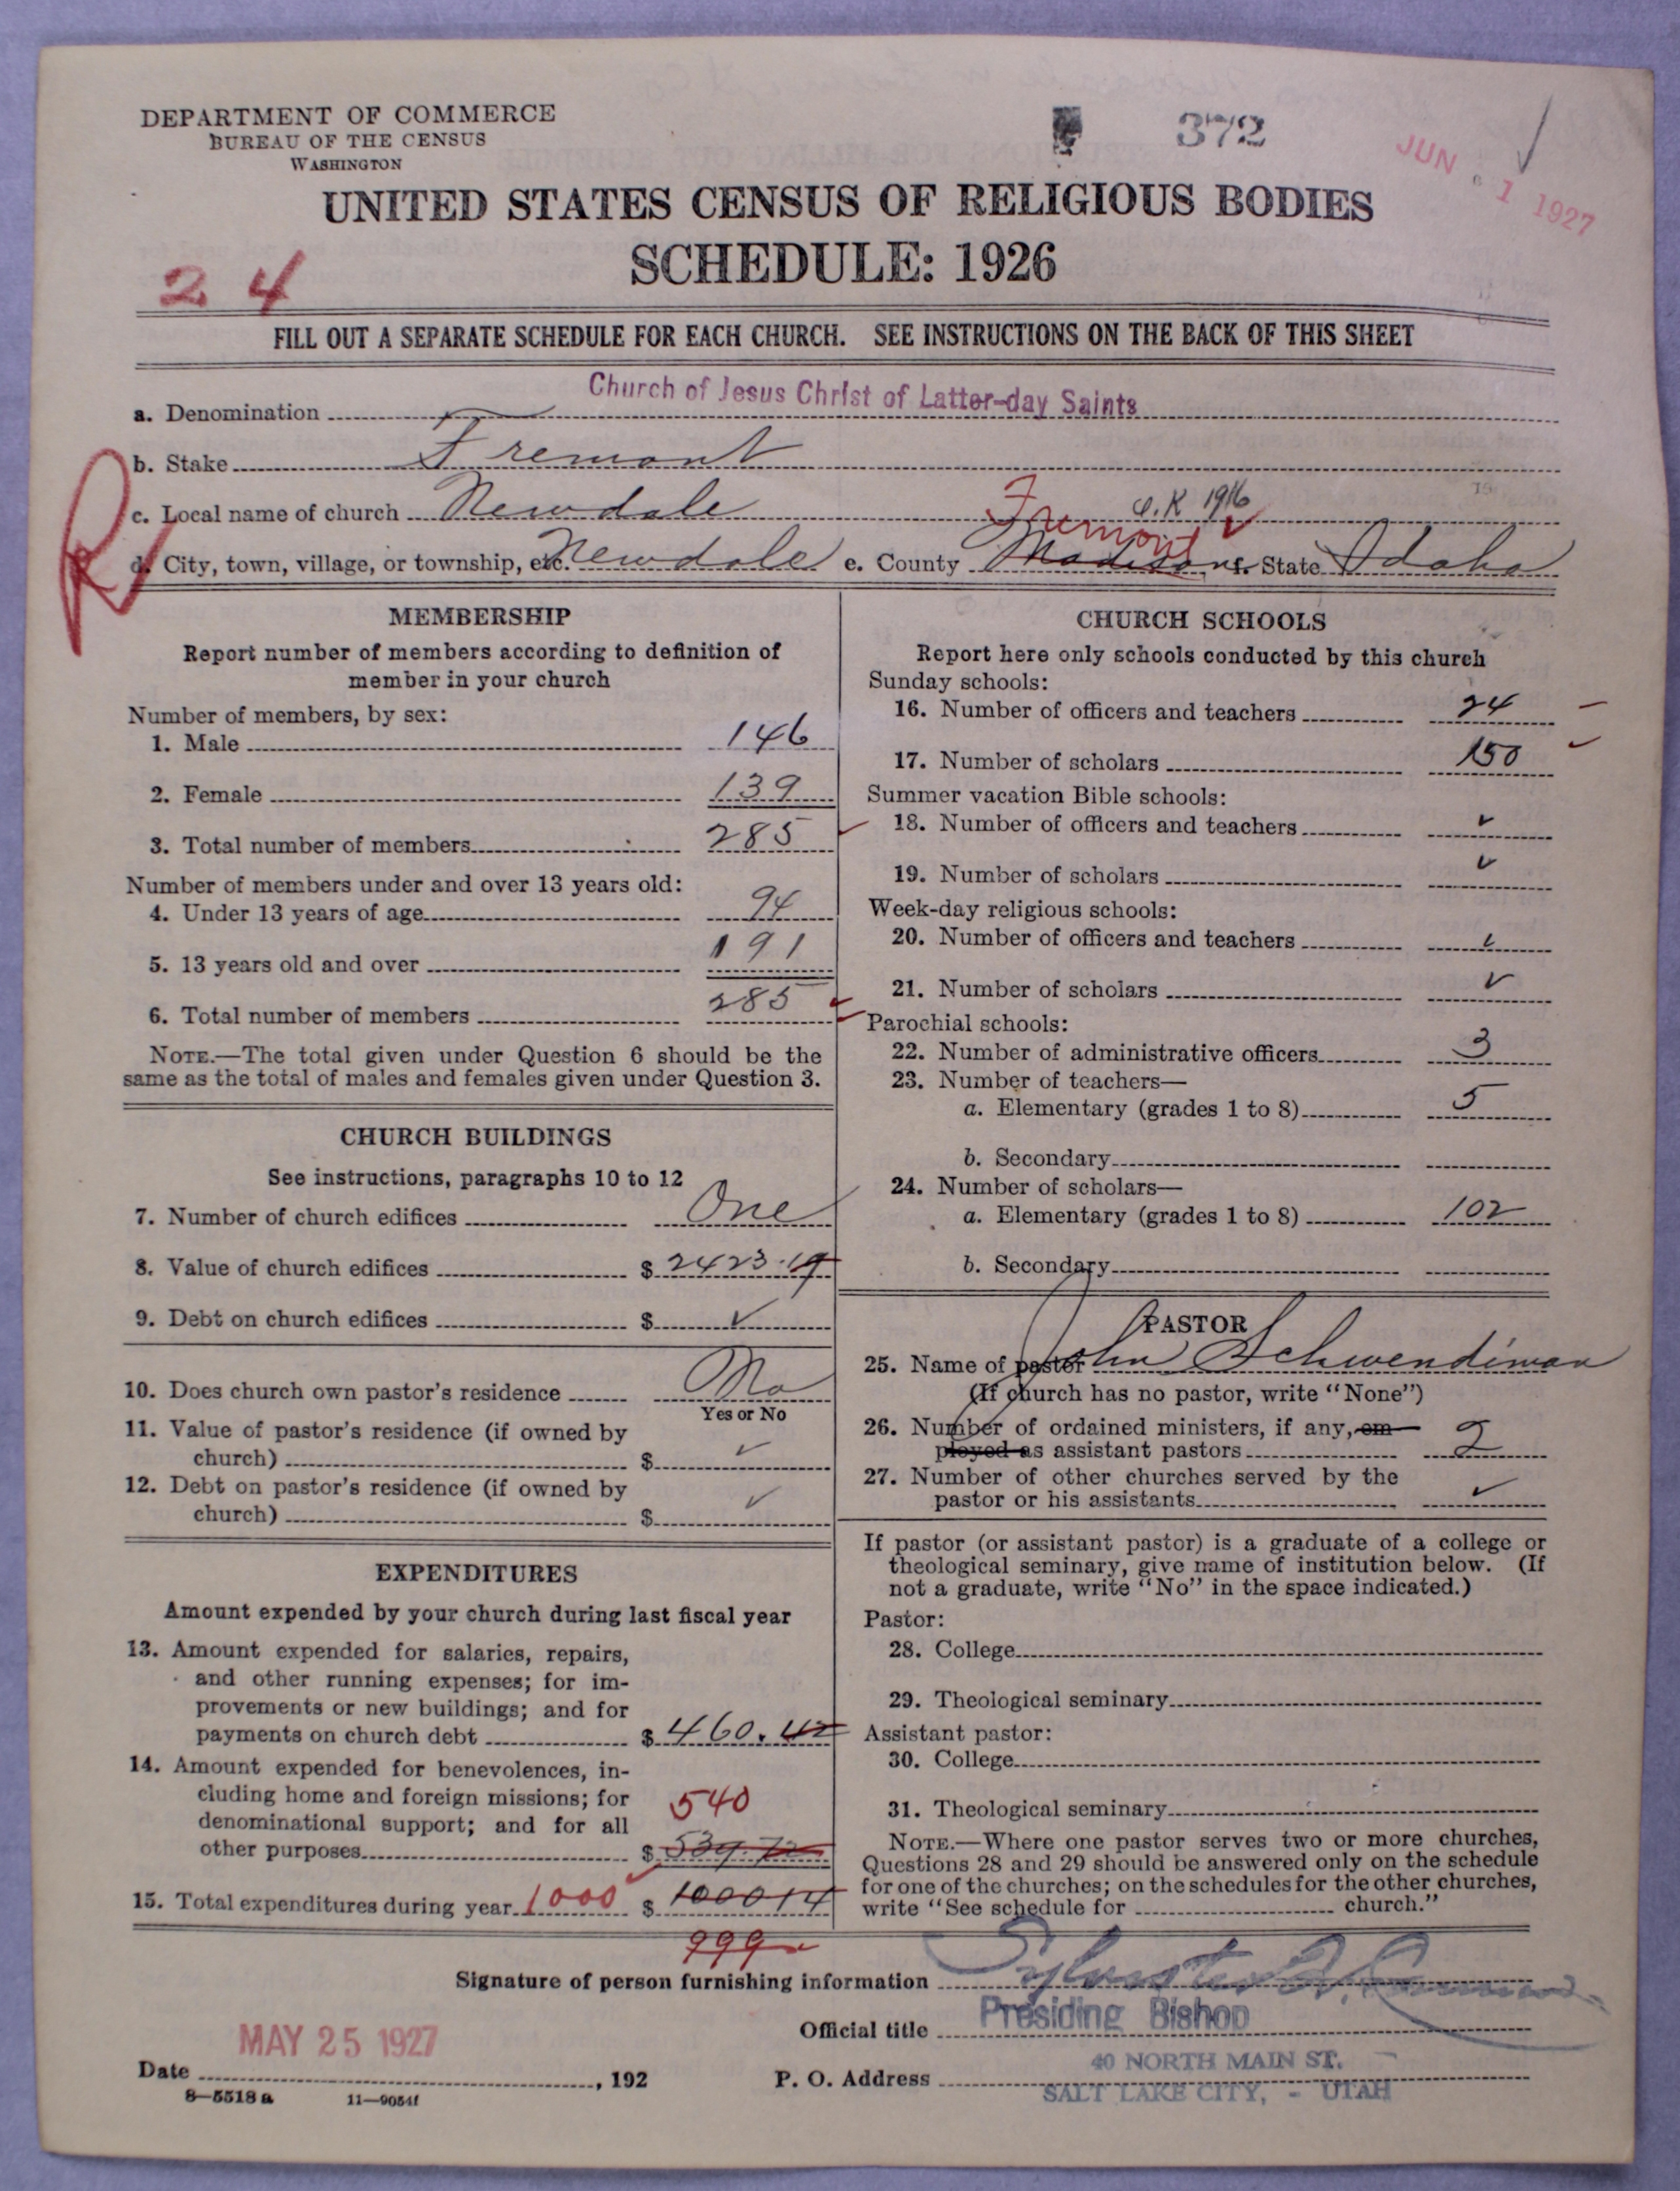 DEPARTMENT OF COMMERCE
BUREAU OF THE CENSUS
WASHINGTON
372
JUN 1 1927
UNITED STATES CENSUS OF RELIGIOUS BODIES
SCHEDULE: 1926
24
FILL OUT A SEPARATE SCHEDULE FOR EACH CHURCH. SEE INSTRUCTIONS ON THE BACK OF THIS SHEET
a. Denomination Church of Jesus Christ of Latter-day Saints
b. Stake Fremont
R
c. Local name of church Newdale
O.K 1916
Fremont
d. City, town, village, or township, etc. Newdale e. County Madison f. State Idaho
MEMBERSHIP
Report number of members according to definition of
member in your church
Number of members, by sex:
1. Male 146
2. Female 139
3. Total number of members 285
Number of members under and over 13 years old:
4. Under 13 years of age 94
5. 13 years old and over 191
6. Total number of members 285
NOTE.—The total given under Question 6 should be the
same as the total of males and females given under Question 3.
CHURCH BUILDINGS
See instructions, paragraphs 10 to 12
7. Number of church edifices One
8. Value of church edifices $ 2423.19
9. Debt on church edifices $ ✓
10. Does church own pastor's residence No
Yes or No
11. Value of pastor's residence (if owned by
church) $ ✓
12. Debt on pastor's residence (if owned by
church) $ ✓
EXPENDITURES
Amount expended by your church during last fiscal year
13. Amount expended for salaries, repairs,
and other running expenses; for im-
provements or new buildings; and for
payments on church debt $ 460.42
14. Amount expended for benevolences, in-
cluding home and foreign missions; for
denominational support; and for all
540
other purposes $ 539.72
15. Total expenditures during year 1000 $ 1000 14
999
CHURCH SCHOOLS
Report here only schools conducted by this church
Sunday schools:
16. Number of officers and teachers 24
17. Number of scholars 150
Summer vacation Bible schools:
18. Number of officers and teachers ✓
19. Number of scholars ✓
Week-day religious schools:
20. Number of officers and teachers ✓
21. Number of scholars ✓
Parochial schools:
22. Number of administrative officers 3
23. Number of teachers—
a. Elementary (grades 1 to 8) 5
b. Secondary
24. Number of scholars—
a. Elementary (grades 1 to 8) 102
b. Secondary
PASTOR
25. Name of pastor John Schwendiman
(If church has no pastor, write "None")
26. Number of ordained ministers, if any, em-
ployed as assistant pastors 2
27. Number of other churches served by the
pastor or his assistants ✓
If pastor (or assistant pastor) is a graduate of a college or
theological seminary, give name of institution below. (If
not a graduate, write "No" in the space indicated.)
Pastor:
28. College
29. Theological seminary
Assistant pastor:
30. College
31. Theological seminary
NOTE.—Where one pastor serves two or more churches,
Questions 28 and 29 should be answered only on the schedule
for one of the churches; on the schedules for the other churches,
write "See schedule for church."
Signature of person furnishing information Sylvester Q. Cannon
Official title Presiding Bishop
MAY 25 1927
Date , 192
P. O. Address 40 NORTH MAIN ST.
SALT LAKE CITY, - UTAH
8—5518 a 11—9054f